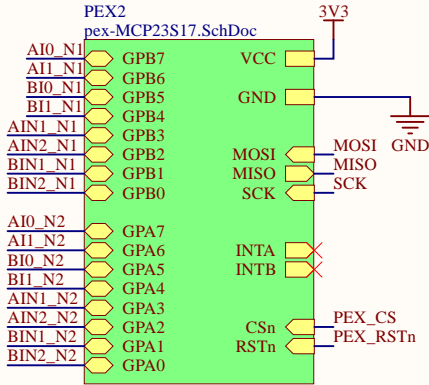 PEX2
pex-MCP23S17.SchDoc
3V3
AI0_N1 GPB7 VCC
AI1_N1 GPB6
BI0_N1 GPB5 GND
BI1_N1 GPB4
AIN1_N1 GPB3
GND
AIN2_N1 GPB2 MOSI MOSI
BIN1_N1 GPB1 MISO MISO
BIN2_N1 GPB0 SCK SCK
AI0_N2 GPA7
AI1_N2 GPA6 INTA
BI0_N2 GPA5 INTB
BI1_N2 GPA4
AIN1_N2 GPA3
AIN2_N2 GPA2 CSn PEX_CS
BIN1_N2 GPA1 RSTn PEX_RSTn
BIN2_N2 GPA0